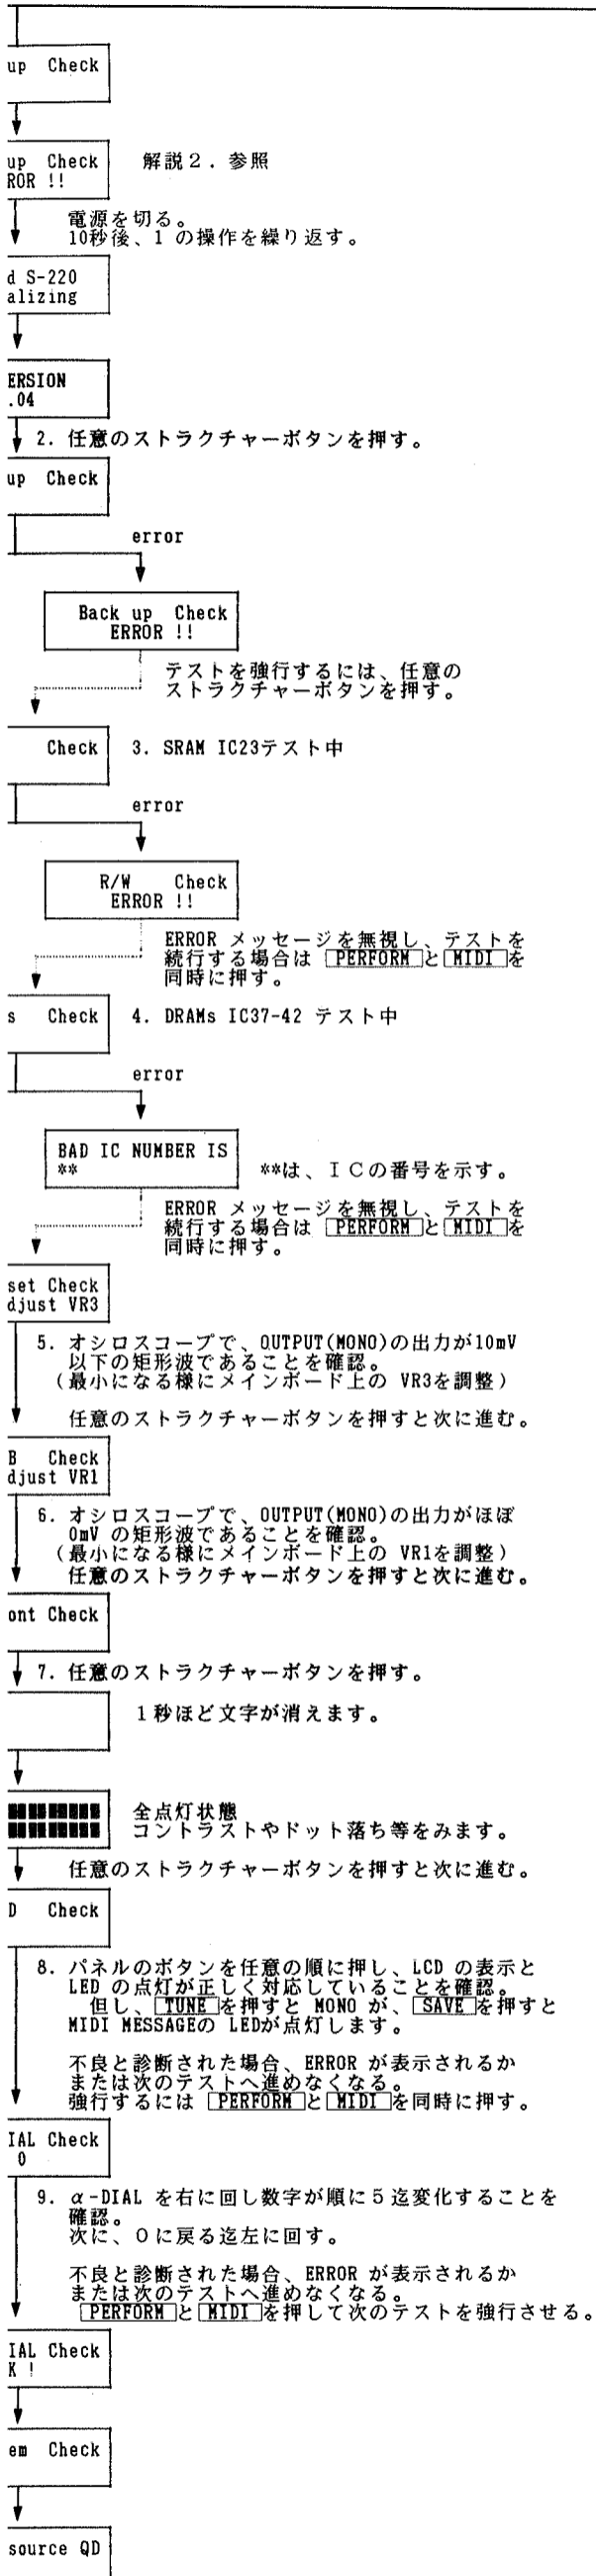 up Check
up Check
ROR !!
解説2．参照
電源を切る。
10秒後、1 の操作を繰り返す。
d S-220
alizing
ERSION
.04
2. 任意のストラクチャーボタンを押す。
up Check
error
Back up Check
ERROR !!
テストを強行するには、任意の
ストラクチャーボタンを押す。
Check
3. SRAM IC23テスト中
error
R/W Check
ERROR !!
ERROR メッセージを無視し、テストを
続行する場合は PERFORM と MIDI を
同時に押す。
s Check
4. DRAMs IC37-42 テスト中
error
BAD IC NUMBER IS
**
**は、ＩＣの番号を示す。
ERROR メッセージを無視し、テストを
続行する場合は PERFORM と MIDI を
同時に押す。
set Check
djust VR3
5. オシロスコープで、OUTPUT(MONO)の出力が10mV
以下の矩形波であることを確認。
(最小になる様にメインボード上の VR3を調整)
任意のストラクチャーボタンを押すと次に進む。
B Check
djust VR1
6. オシロスコープで、OUTPUT(MONO)の出力がほぼ
0mV の矩形波であることを確認。
(最小になる様にメインボード上の VR1を調整)
任意のストラクチャーボタンを押すと次に進む。
ont Check
7. 任意のストラクチャーボタンを押す。
1秒ほど文字が消えます。
全点灯状態
コントラストやドット落ち等をみます。
任意のストラクチャーボタンを押すと次に進む。
D Check
8. パネルのボタンを任意の順に押し、LCD の表示と
LED の点灯が正しく対応していることを確認。
但し、TUNE を押すと MONO が、SAVE を押すと
MIDI MESSAGEの LEDが点灯します。
不良と診断された場合、ERROR が表示されるか
または次のテストへ進めなくなる。
強行するには PERFORM と MIDI を同時に押す。
IAL Check
0
9. α-DIAL を右に回し数字が順に５迄変化することを
確認。
次に、０に戻る迄左に回す。
不良と診断された場合、ERROR が表示されるか
または次のテストへ進めなくなる。
PERFORM と MIDI を押して次のテストを強行させる。
IAL Check
K !
em Check
source QD